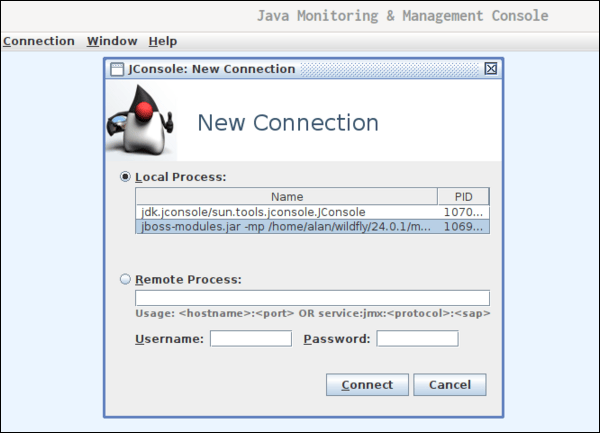 Java Monitoring & Management Console
Connection Window Help
JConsole: New Connection
New Connection
Local Process:
Name PID
jdk.jconsole/sun.tools.jconsole.JConsole 1070...
jboss-modules.jar -mp /home/alan/wildfly/24.0.1/m... 1069...
Remote Process:
Usage: <hostname>:<port> OR service:jmx:<protocol>:<sap>
Username: Password:
Connect Cancel